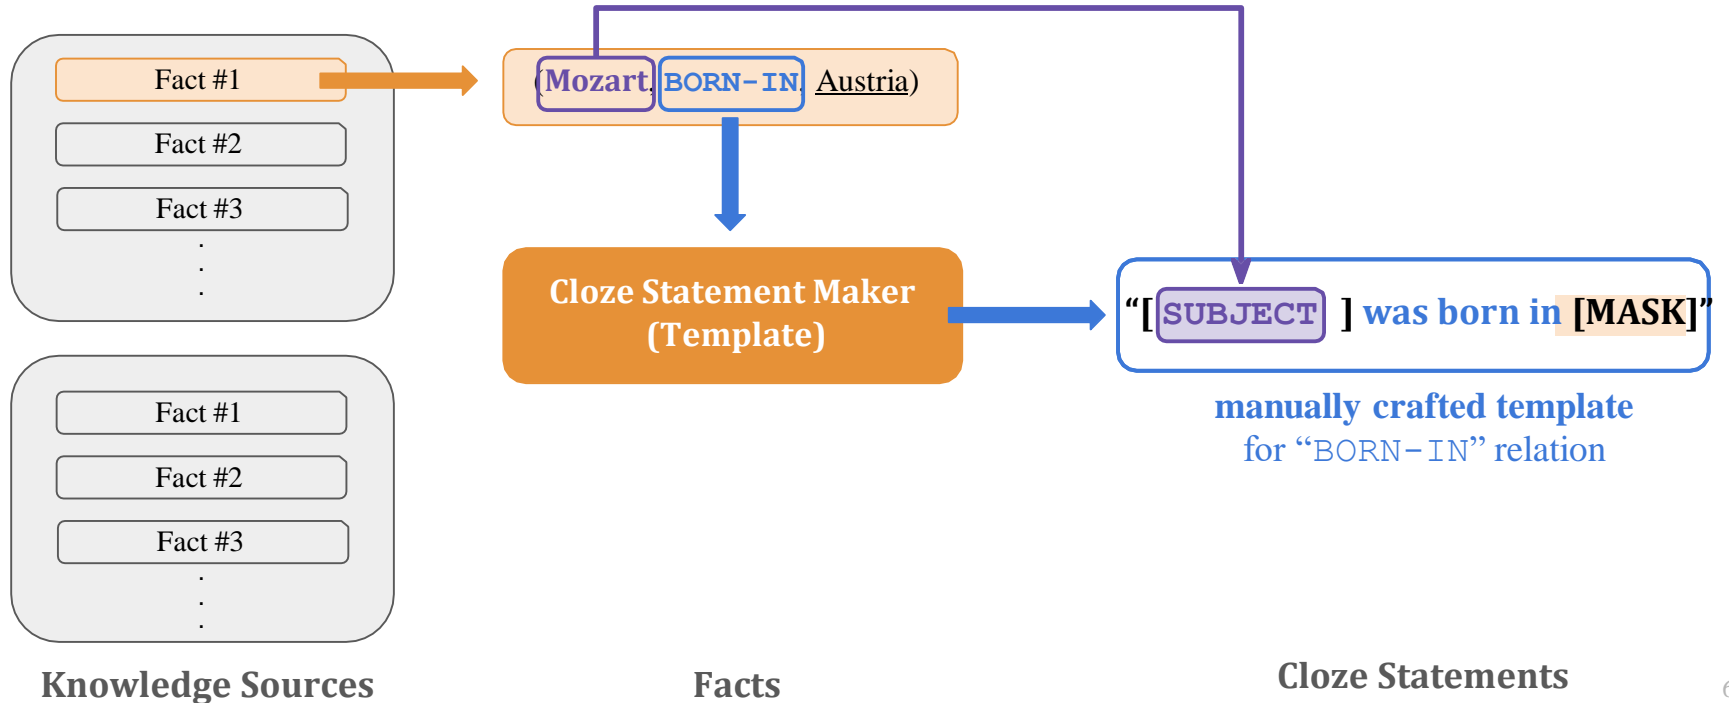 Fact #1
Fact #2
Fact #3
.
.
.
Fact #1
Fact #2
Fact #3
.
.
.
Knowledge Sources
(Mozart, BORN-IN, Austria)
Cloze Statement Maker
(Template)
Facts
“[ SUBJECT ] was born in [MASK]”
manually crafted template
for “BORN-IN” relation
Cloze Statements